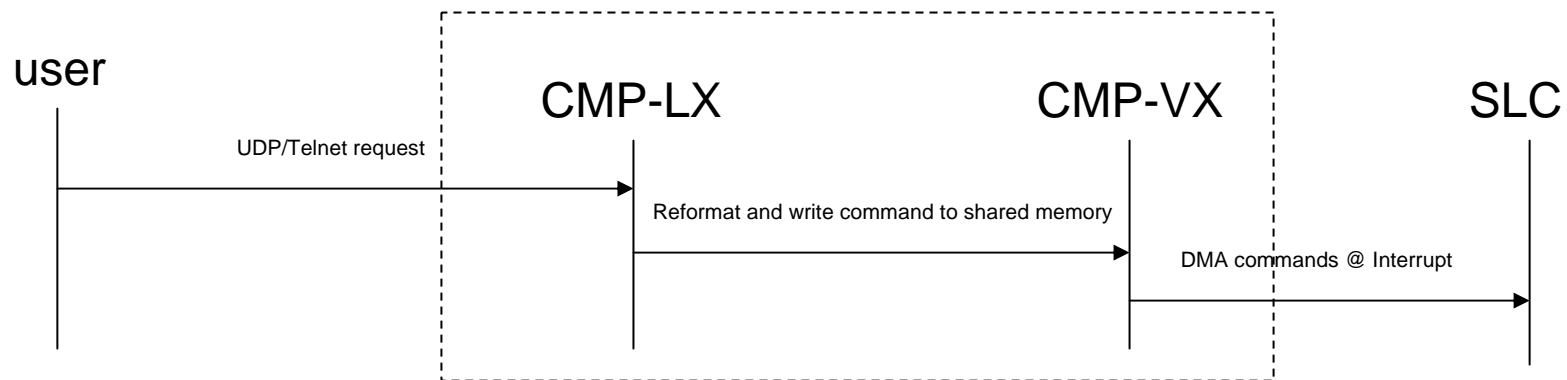 user
CMP-LX
CMP-VX
SLC
UDP/Telnet request
Reformat and write command to shared memory
DMA commands @ Interrupt